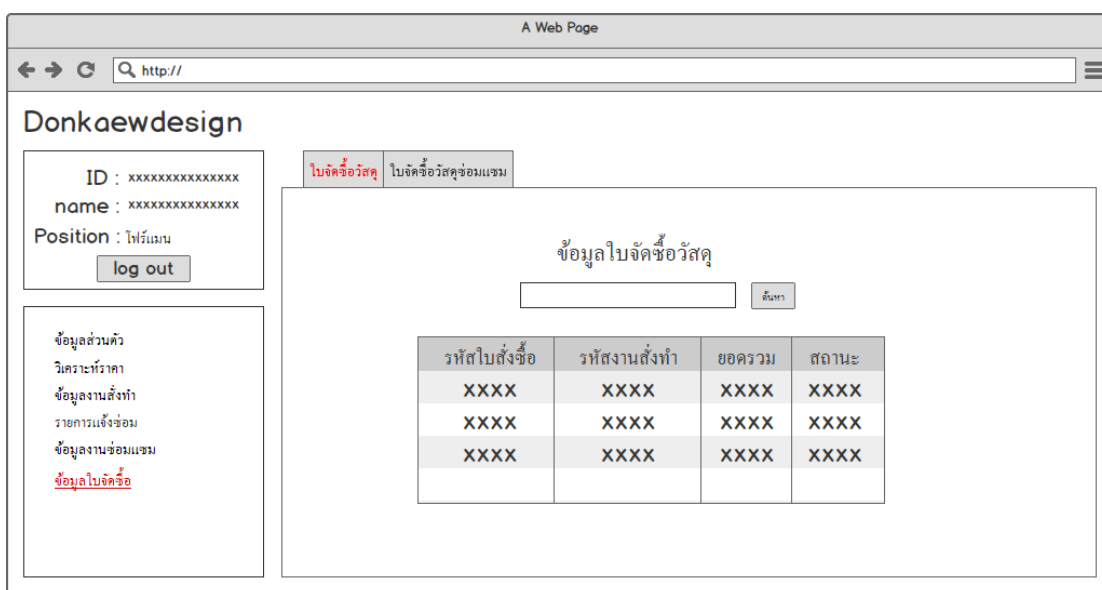 A Web Page
http://
Donkaewdesign
ID : xxxxxxxxxxxxxxx
name : xxxxxxxxxxxxxxx
Position : โฟร์แมน
log out
ข้อมูลส่วนตัว
วิเคราะห์ราคา
ข้อมูลงานสั่งทำ
รายการแจ้งซ่อม
ข้อมูลงานซ่อมแซม
ข้อมูลใบจัดซื้อ
ใบจัดซื้อวัสดุ ใบจัดซื้อวัสดุซ่อมแซม
ข้อมูลใบจัดซื้อวัสดุ
ค้นหา
รหัสใบสั่งซื้อ รหัสงานสั่งทำ ยอดรวม สถานะ
XXXX XXXX XXXX XXXX
XXXX XXXX XXXX XXXX
XXXX XXXX XXXX XXXX